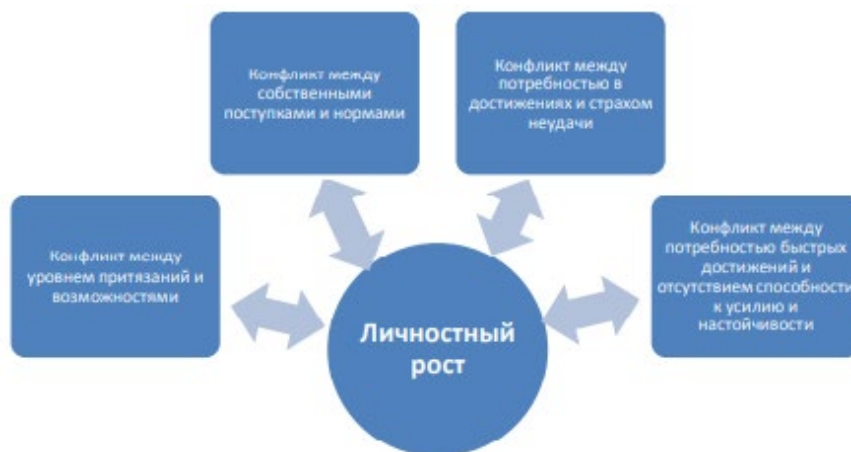 Конфликт между
собственными
поступками и нормами
Конфликт между
потребностью в
достижениях и страхом
неудачи
Конфликт между
уровнем притязаний и
возможностями
Конфликт между
потребностью быстрых
достижений и
отсутствием способности
к усилию и
настойчивости
Личностный
рост